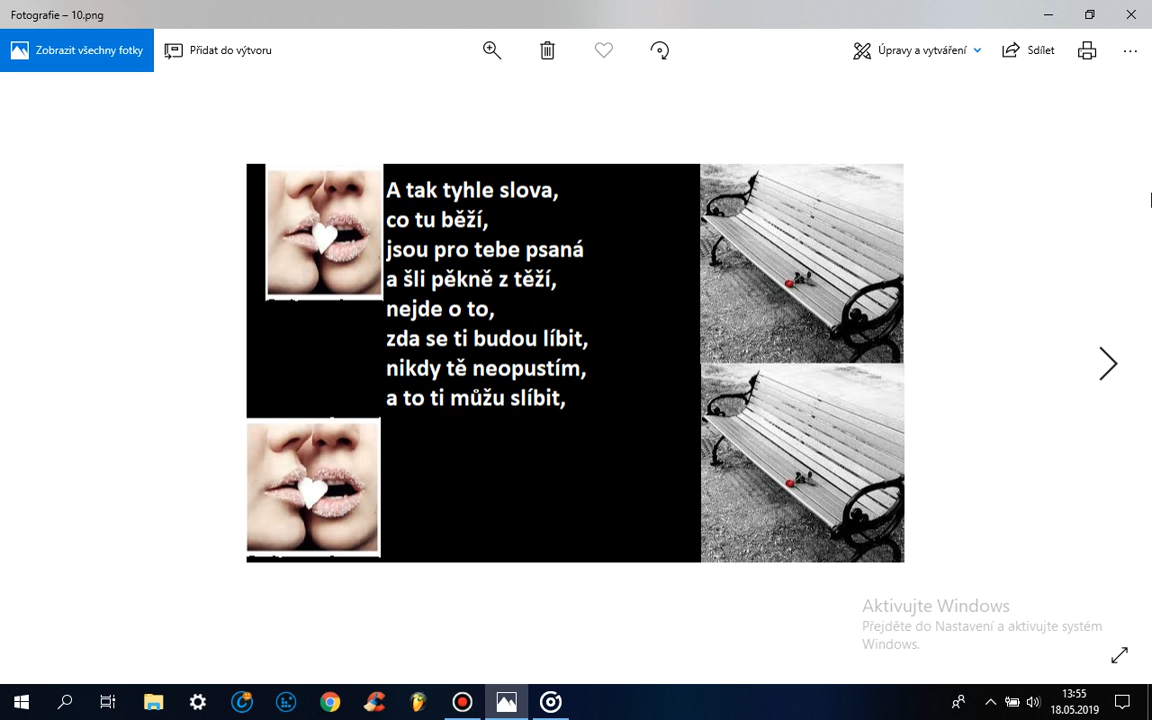 Fotografie – 10.png
Zobrazit všechny fotky
Přidat do výtvoru
Úpravy a vytváření
Sdílet
A tak tyhle slova,
co tu běží,
jsou pro tebe psaná
a šli pěkně z těží,
nejde o to,
zda se ti budou líbit,
nikdy tě neopustím,
a to ti můžu slíbit,
Aktivujte Windows
Přejděte do Nastavení a aktivujte systém
Windows.
13:55
18.05.2019